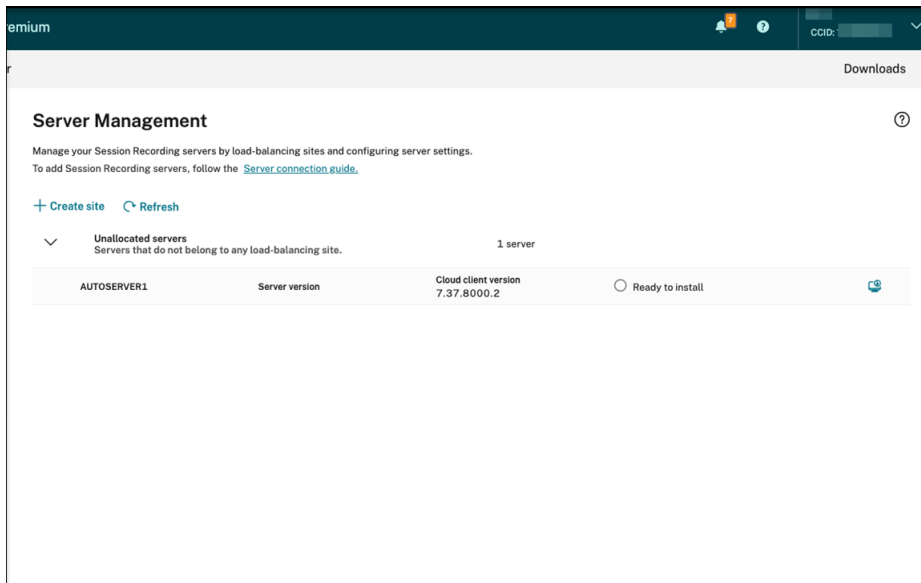 emium
7
?
CCID:
r
Downloads
Server Management
?
Manage your Session Recording servers by load-balancing sites and configuring server settings.
To add Session Recording servers, follow the Server connection guide.
+ Create site Refresh
Unallocated servers
Servers that do not belong to any load-balancing site.
1 server
AUTOSERVER1
Server version
Cloud client version
7.37.8000.2
Ready to install